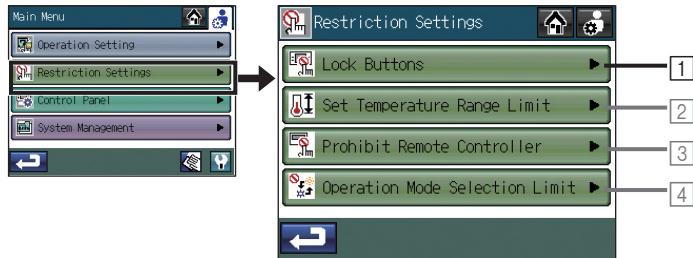 Main Menu
Operation Setting
Restriction Settings
Control Panel
System Management
Restriction Settings
Lock Buttons
1
Set Temperature Range Limit
2
Prohibit Remote Controller
3
Operation Mode Selection Limit
4